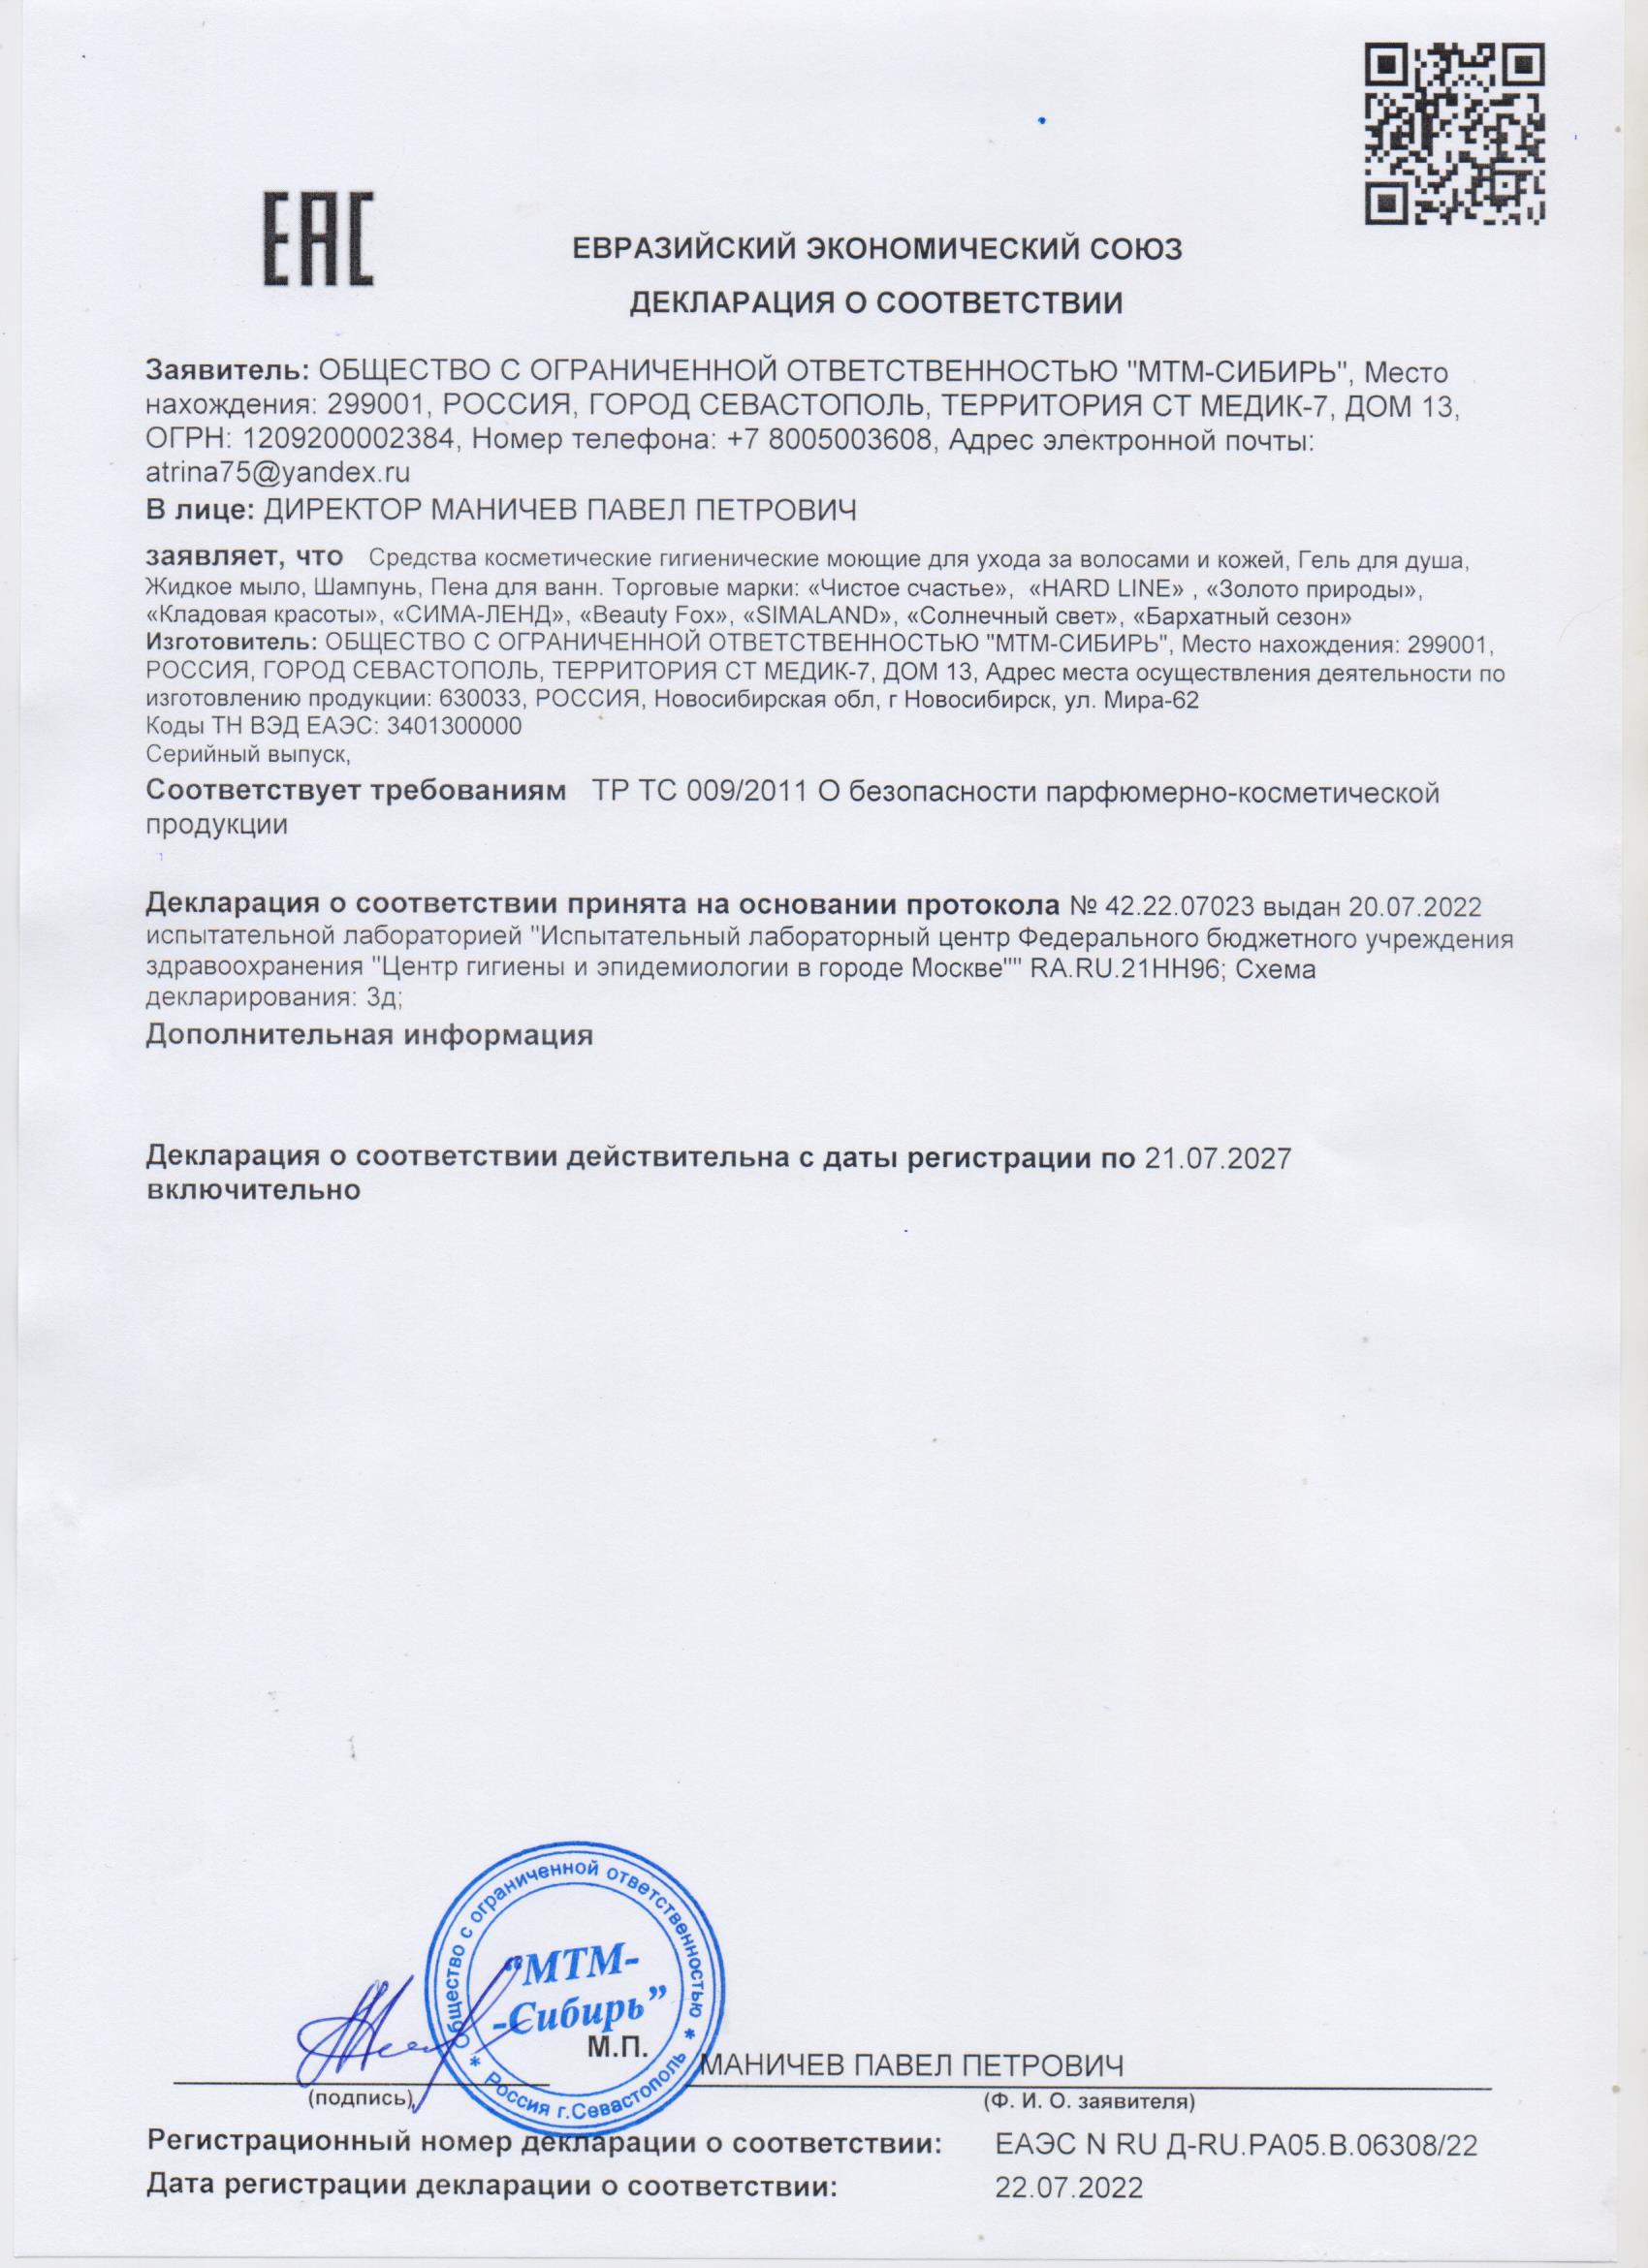 ЕАС
ЕВРАЗИЙСКИЙ ЭКОНОМИЧЕСКИЙ СОЮЗ
ДЕКЛАРАЦИЯ О СООТВЕТСТВИИ
Заявитель: ОБЩЕСТВО С ОГРАНИЧЕННОЙ ОТВЕТСТВЕННОСТЬЮ "МТМ-СИБИРЬ", Место
нахождения: 299001, РОССИЯ, ГОРОД СЕВАСТОПОЛЬ, ТЕРРИТОРИЯ СТ МЕДИК-7, ДОМ 13,
ОГРН: 1209200002384, Номер телефона: +7 8005003608, Адрес электронной почты:
atrina75@yandex.ru
В лице: ДИРЕКТОР МАНИЧЕВ ПАВЕЛ ПЕТРОВИЧ
заявляет, что Средства косметические гигиенические моющие для ухода за волосами и кожей, Гель для душа,
Жидкое мыло, Шампунь, Пена для ванн. Торговые марки: «Чистое счастье», «HARD LINE» , «Золото природы»,
«Кладовая красоты», «СИМА-ЛЕНД», «Beauty Fox», «SIMALAND», «Солнечный свет», «Бархатный сезон»
Изготовитель: ОБЩЕСТВО С ОГРАНИЧЕННОЙ ОТВЕТСТВЕННОСТЬЮ "МТМ-СИБИРЬ", Место нахождения: 299001,
РОССИЯ, ГОРОД СЕВАСТОПОЛЬ, ТЕРРИТОРИЯ СТ МЕДИК-7, ДОМ 13, Адрес места осуществления деятельности по
изготовлению продукции: 630033, РОССИЯ, Новосибирская обл, г Новосибирск, ул. Мира-62
Коды ТН ВЭД ЕАЭС: 3401300000
Серийный выпуск,
Соответствует требованиям ТР ТС 009/2011 О безопасности парфюмерно-косметической
продукции
Декларация о соответствии принята на основании протокола № 42.22.07023 выдан 20.07.2022
испытательной лабораторией "Испытательный лабораторный центр Федерального бюджетного учреждения
здравоохранения "Центр гигиены и эпидемиологии в городе Москве"" RA.RU.21НН96; Схема
декларирования: 3д;
Дополнительная информация
Декларация о соответствии действительна с даты регистрации по 21.07.2027
включительно
Общество с ограниченной ответственностью
“МТМ-
-Сибирь”
* Россия г.Севастополь *
М.П.
МАНИЧЕВ ПАВЕЛ ПЕТРОВИЧ
(подпись)
(Ф. И. О. заявителя)
Регистрационный номер декларации о соответствии: ЕАЭС N RU Д-RU.РА05.В.06308/22
Дата регистрации декларации о соответствии: 22.07.2022